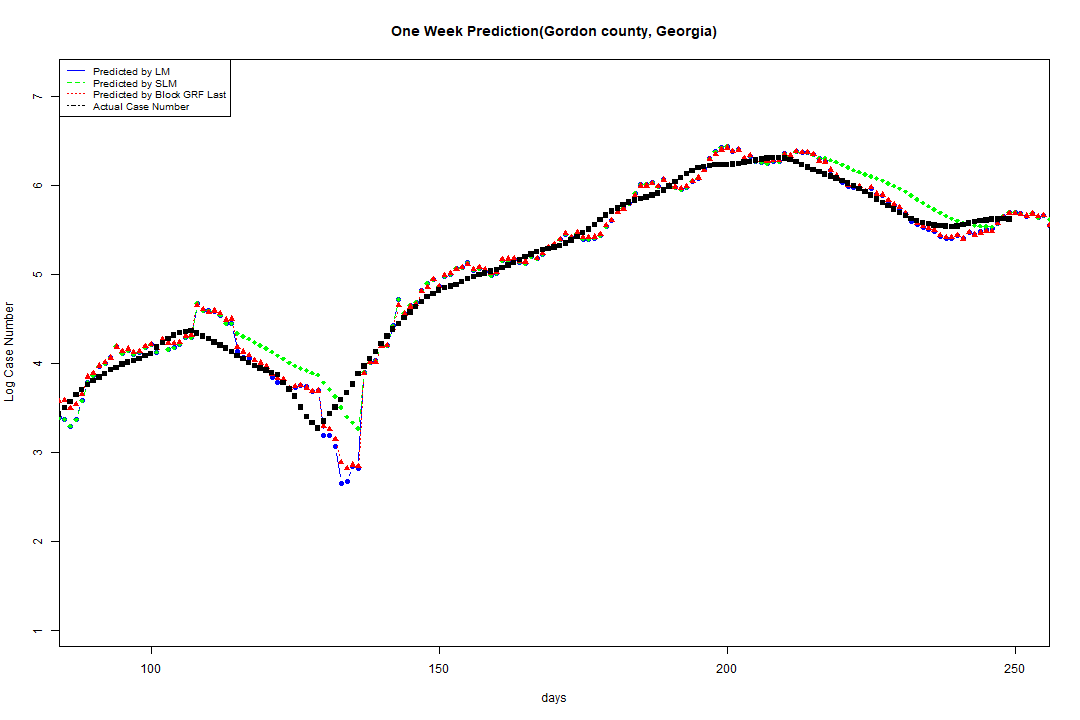 One Week Prediction(Gordon county, Georgia)
Predicted by LM
Predicted by SLM
Predicted by Block GRF Last
Actual Case Number
7
6
5
4
3
2
1
Log Case Number
100
150
200
250
days